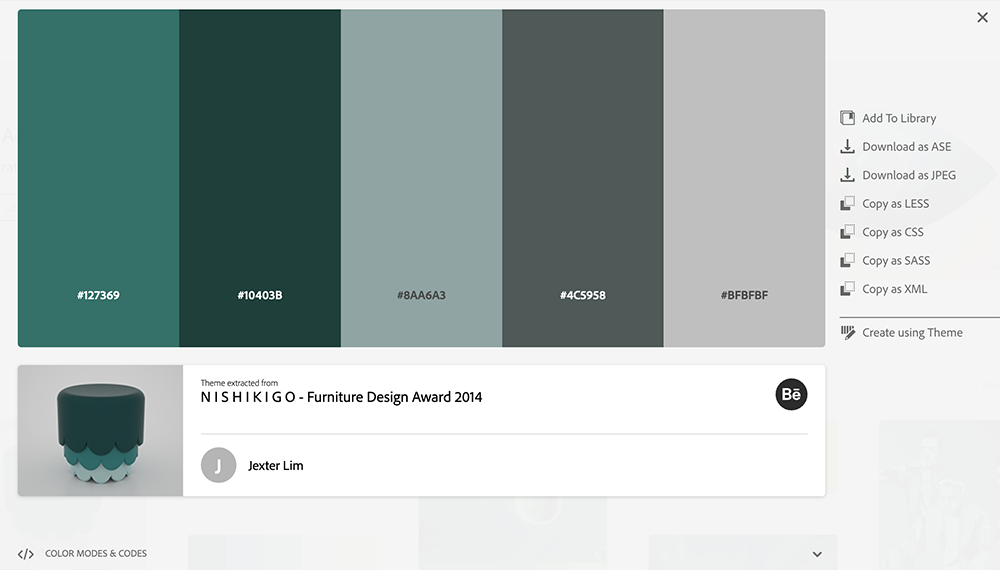 #127369
#10403B
#8AA6A3
#4C5958
#BFBFBF
Add To Library
Download as ASE
Download as JPEG
Copy as LESS
Copy as CSS
Copy as SASS
Copy as XML
Create using Theme
Theme extracted from
N I S H I K I G O - Furniture Design Award 2014
Bē
J
Jexter Lim
</> COLOR MODES & CODES